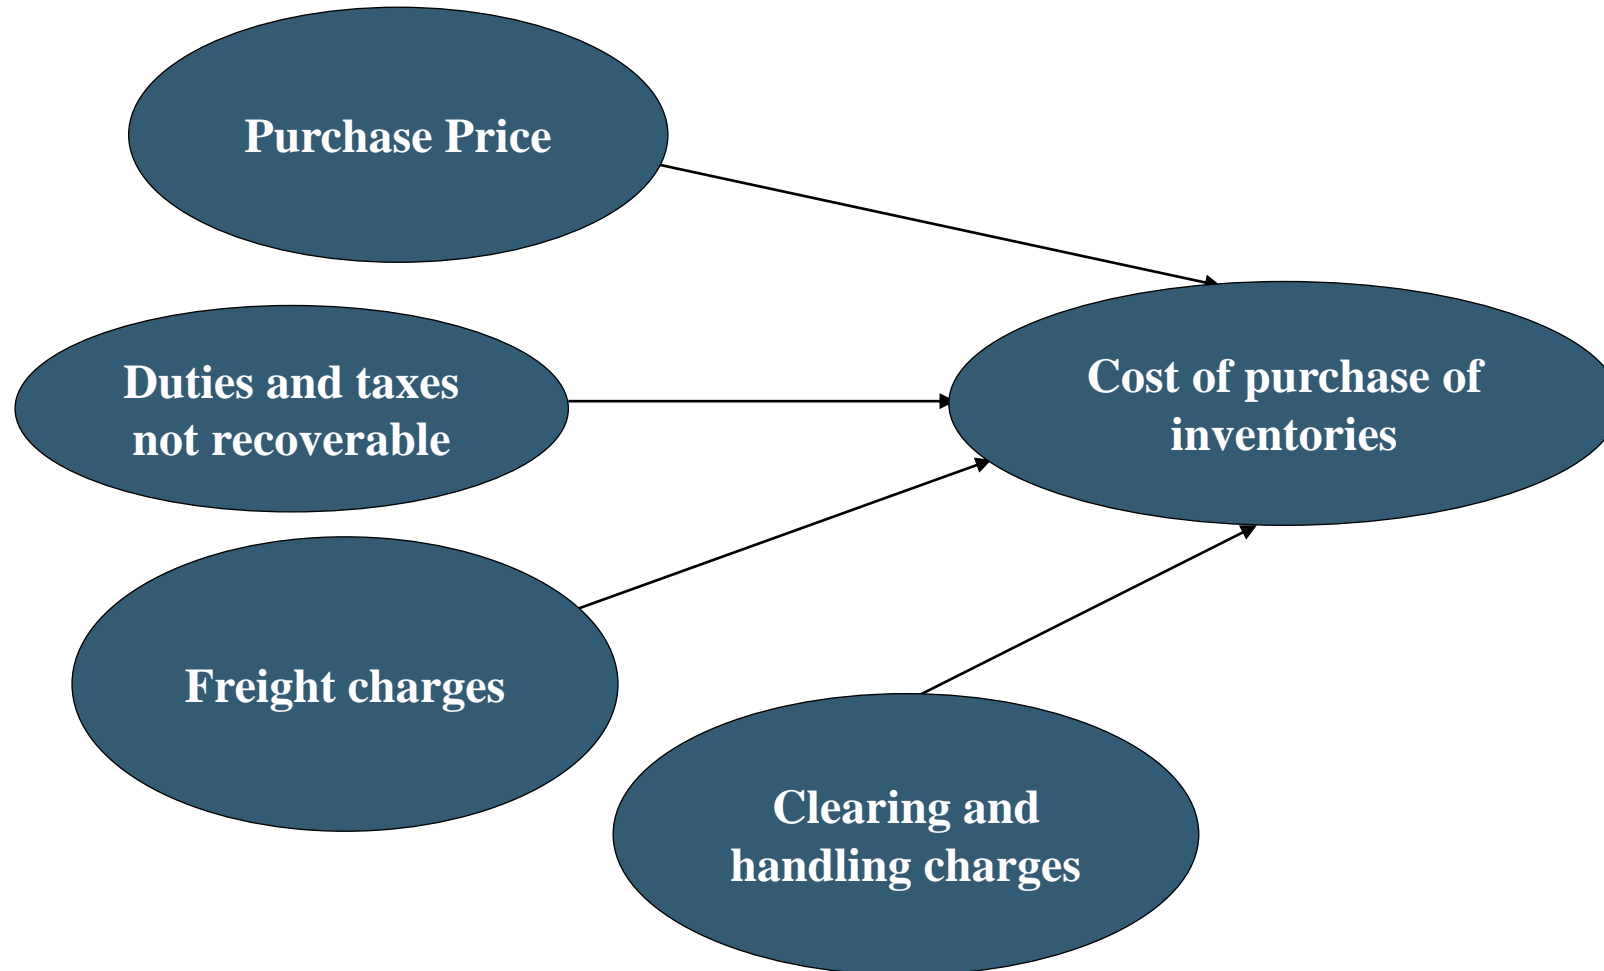 Purchase Price
Duties and taxes
not recoverable
Cost of purchase of
inventories
Freight charges
Clearing and
handling charges